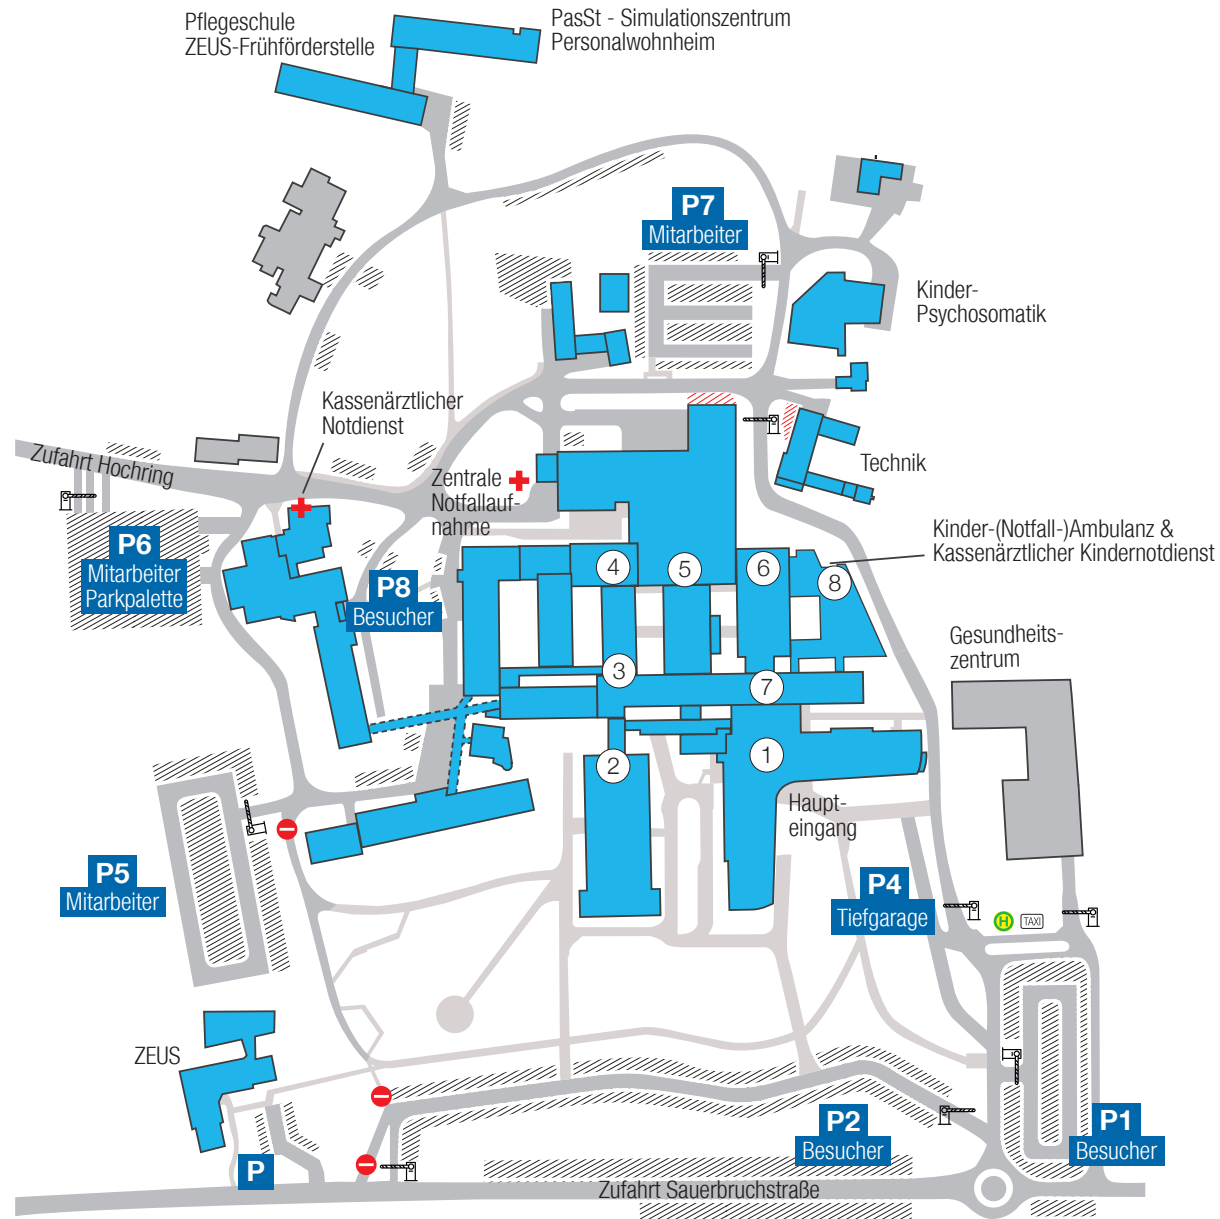 Pflegeschule
ZEUS-Frühförderstelle
PasSt - Simulationszentrum
Personalwohnheim
P7
Mitarbeiter
Kinder-
Psychosomatik
Kassenärztlicher
Notdienst
Zufahrt Hochring
Zentrale
Notfallauf-
nahme
Technik
P6
Mitarbeiter
Parkpalette
P8
Besucher
Kinder-(Notfall-)Ambulanz &
Kassenärztlicher Kindernotdienst
4
5
6
8
Gesundheits-
zentrum
3
7
1
2
Haupt-
eingang
P5
Mitarbeiter
P4
Tiefgarage
H
TAXI
ZEUS
P2
Besucher
P1
Besucher
P
Zufahrt Sauerbruchstraße